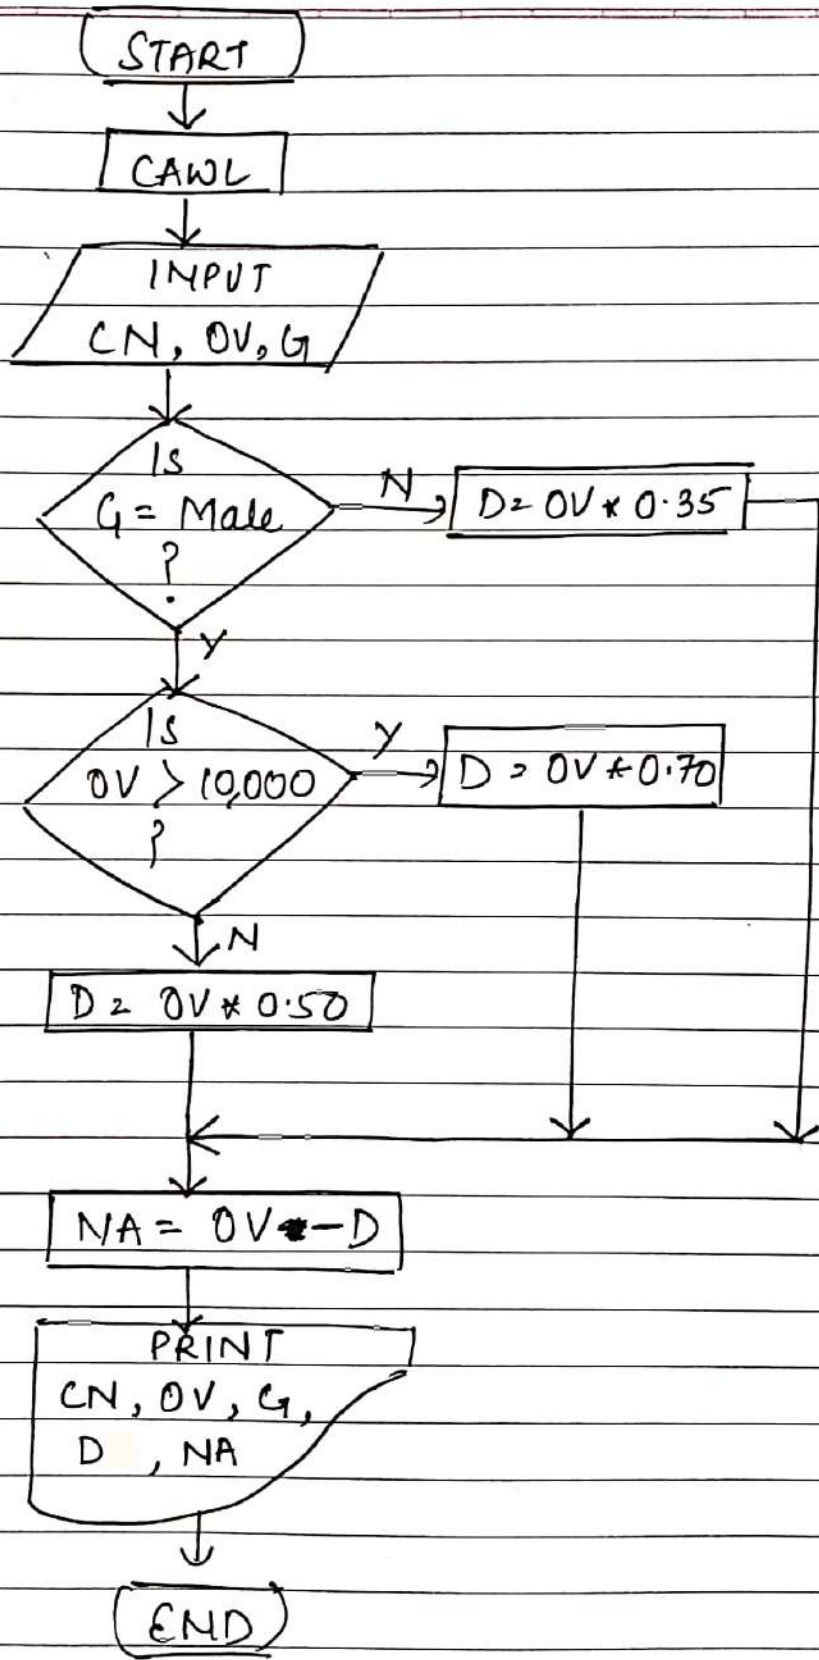 START
CAWL
INPUT
CN, OV, G
Is
G = Male
?
N
D = OV * 0.35
Y
Is
OV > 10,000
?
Y
D = OV * 0.70
N
D = OV * 0.50
NA = OV - D
PRINT
CN, OV, G,
D , NA
END